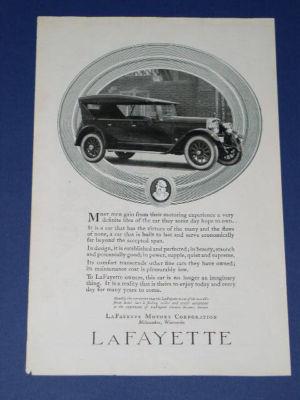 MOST men gain from their motoring experience a very
definite idea of the car they some day hope to own.
It is a car that has the virtues of the many and the flaws
of none, a car that is built to last and serve economically
far beyond the accepted span.
In design, it is established and perfected; in beauty, staunch
and potentially good; in power, supple, quiet and supreme.
Its comfort transcends other fine cars they have owned;
its maintenance cost is pleasurably low.
To LaFayette owners, this car is no longer an imaginary
thing. It is a reality that is theirs to enjoy today and every
day for many years to come.
LAFAYETTE MOTORS CORPORATION
Milwaukee, Wisconsin
LAFAYETTE